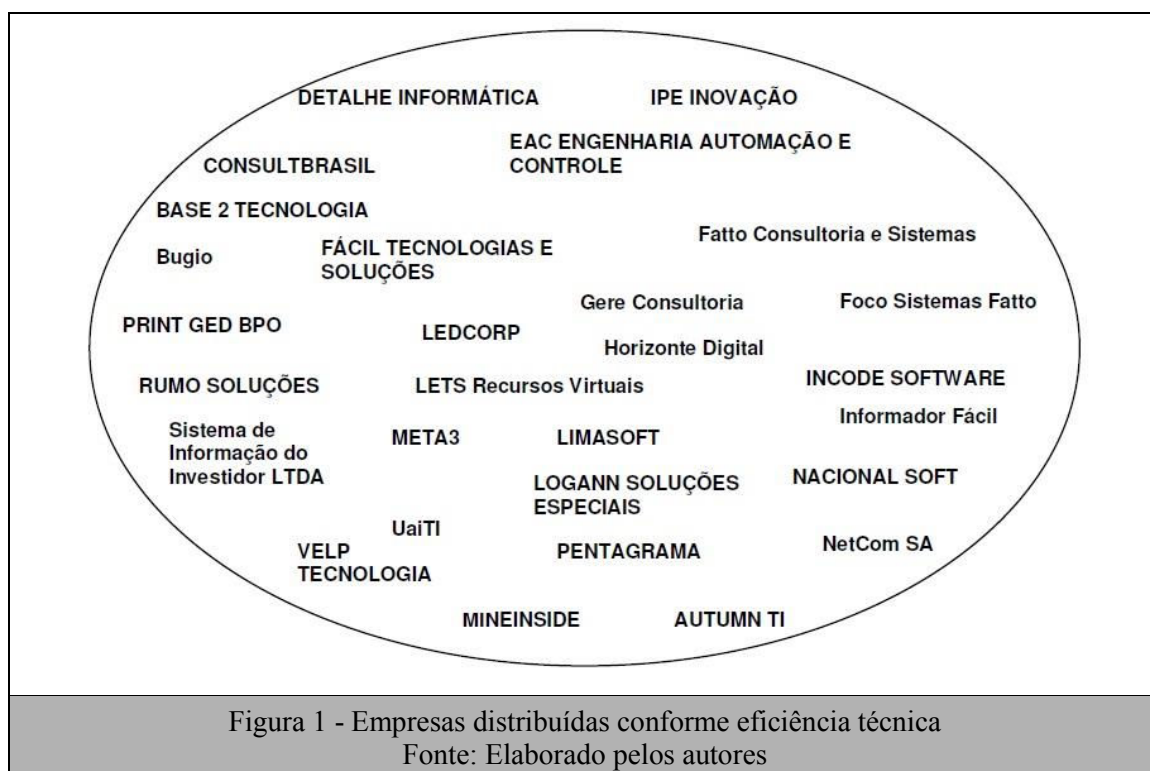 DETALHE INFORMÁTICA
IPE INOVAÇÃO
EAC ENGENHARIA AUTOMAÇÃO E
CONTROLE
CONSULTBRASIL
BASE 2 TECNOLOGIA
Fatto Consultoria e Sistemas
Bugio
FÁCIL TECNOLOGIAS E
SOLUÇÕES
Gere Consultoria
Foco Sistemas Fatto
PRINT GED BPO
LEDCORP
Horizonte Digital
RUMO SOLUÇÕES
LETS Recursos Virtuais
INCODE SOFTWARE
Informador Fácil
Sistema de
Informação do
Investidor LTDA
META3
LIMASOFT
LOGANN SOLUÇÕES
ESPECIAIS
NACIONAL SOFT
UaiTI
VELP
TECNOLOGIA
PENTAGRAMA
NetCom SA
MINEINSIDE
AUTUMN TI
Figura 1 - Empresas distribuídas conforme eficiência técnica
Fonte: Elaborado pelos autores